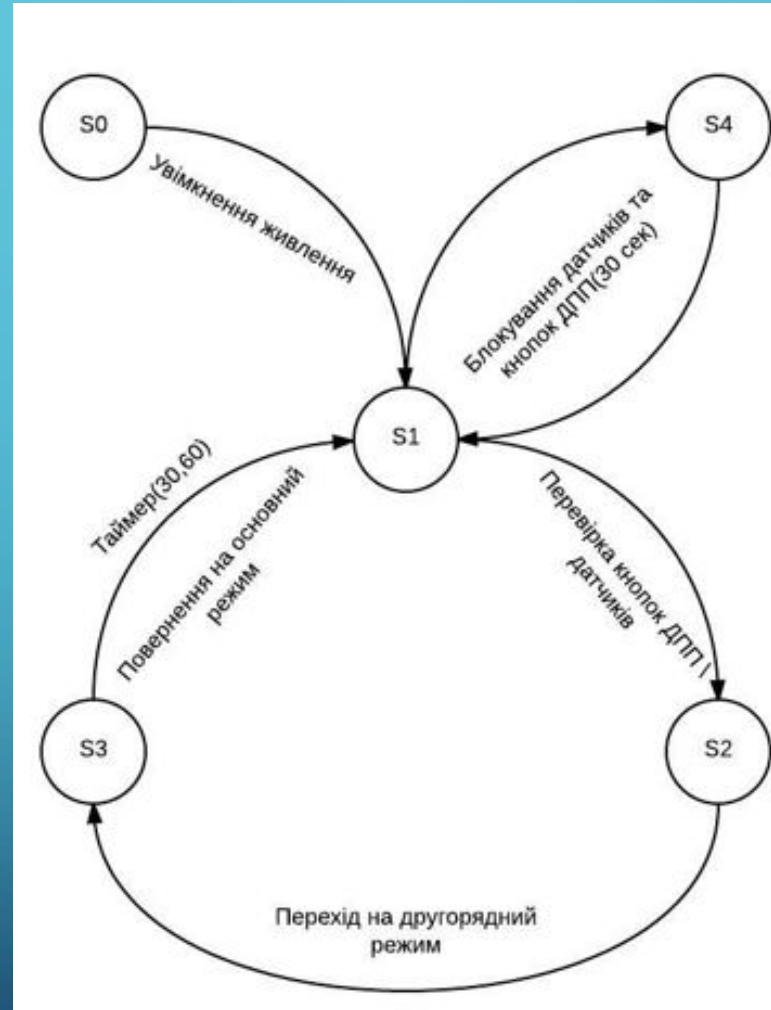 S0
S4
Увімкнення живлення
Блокування датчиків та
кнопок ДПП(30 сек)
S1
Таймер(30,60)
Повернення на основний
режим
Перевірка кнопок ДПП \
датчиків
S3
S2
Перехід на другорядний
режим